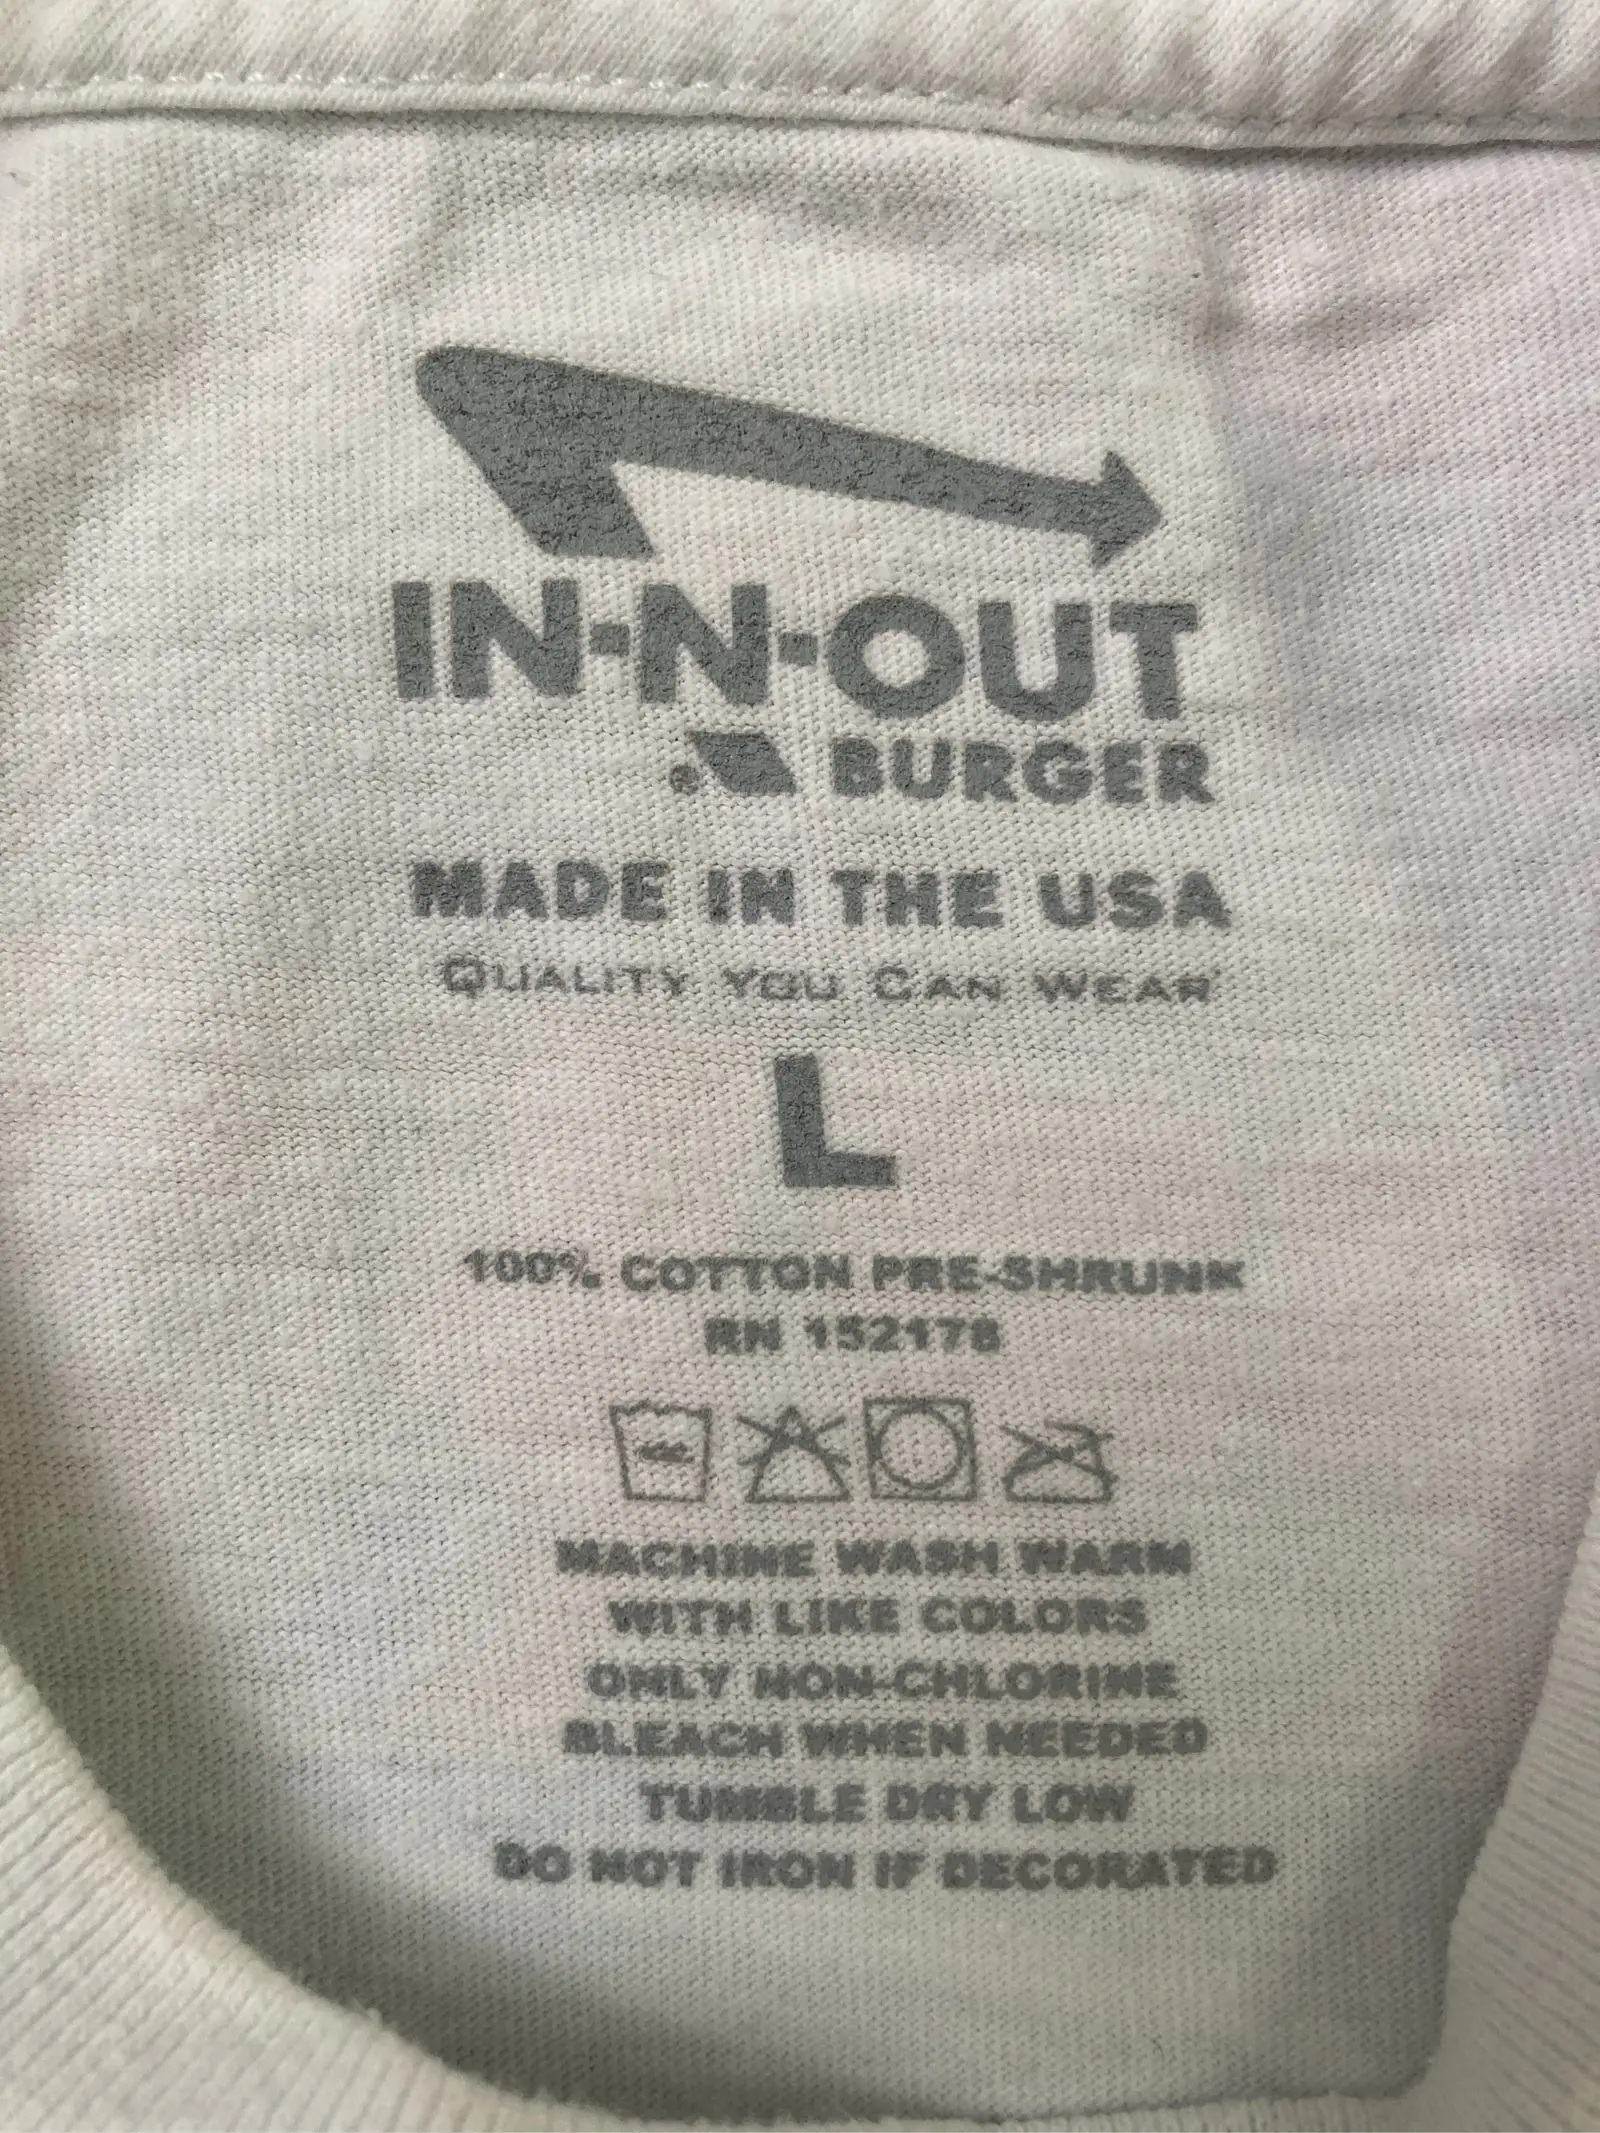 IN-N-OUT
® BURGER
MADE IN THE USA
QUALITY YOU CAN WEAR
L
100% COTTON PRE-SHRUNK
RN 152178
MACHINE WASH WARM
WITH LIKE COLORS
ONLY NON-CHLORINE
BLEACH WHEN NEEDED
TUMBLE DRY LOW
DO NOT IRON IF DECORATED